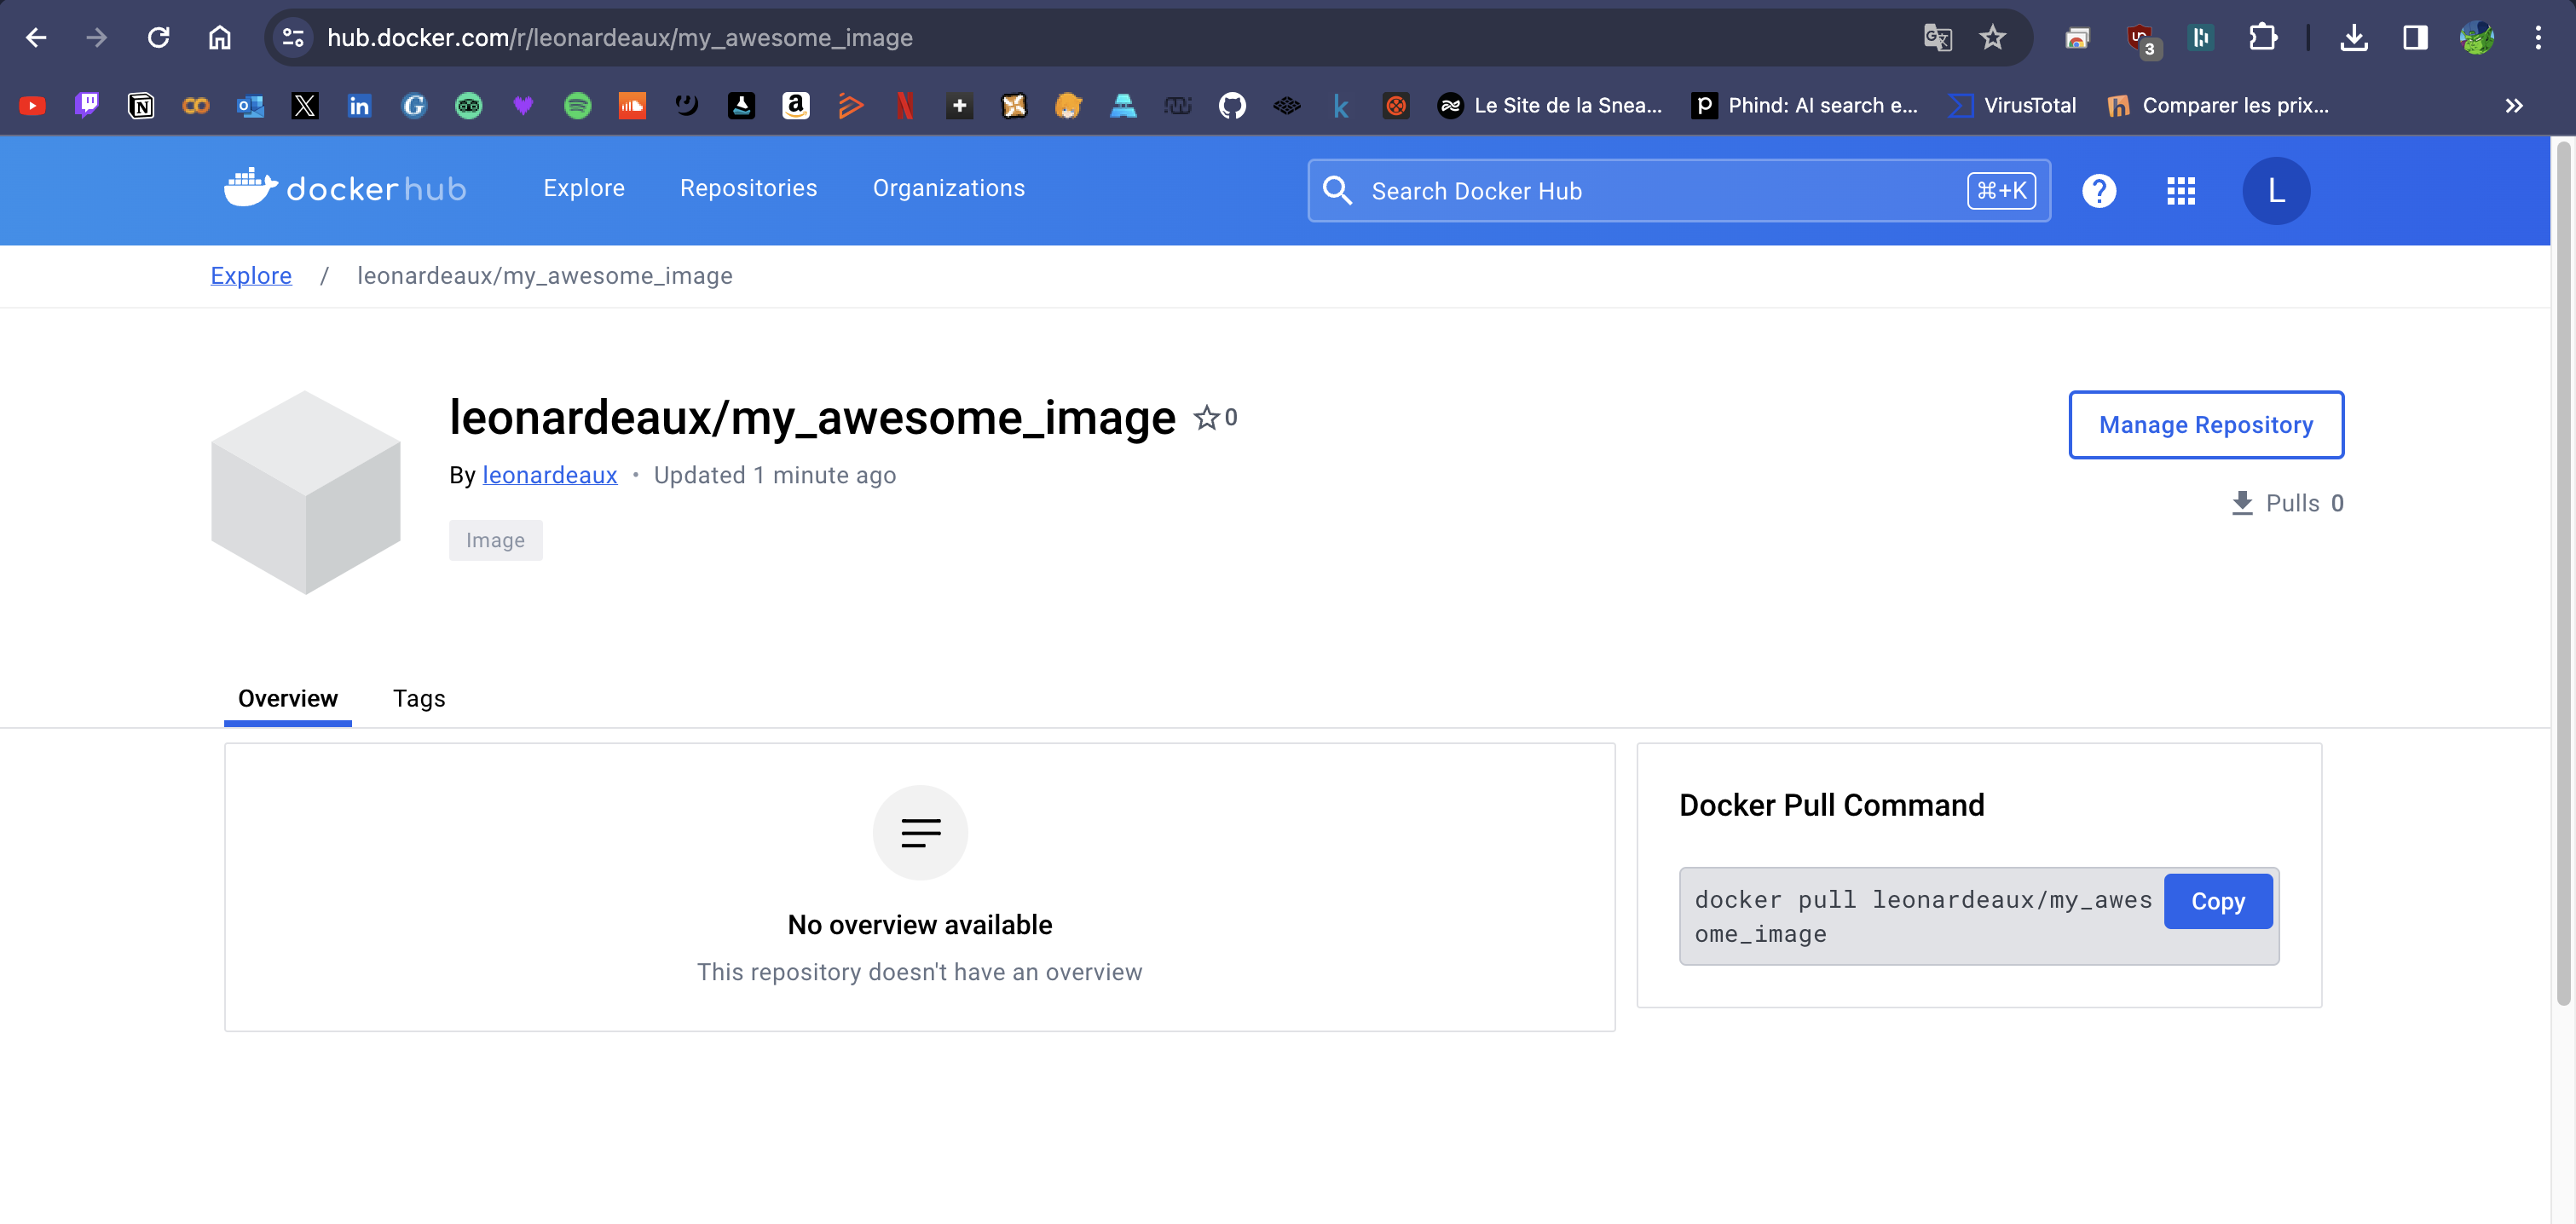 hub.docker.com/r/leonardeaux/my_awesome_image
3
Le Site de la Snea...
Phind: AI search e...
VirusTotal
Comparer les prix...
dockerhub
Explore
Repositories
Organizations
Search Docker Hub
⌘+K
?
L
Explore / leonardeaux/my_awesome_image
leonardeaux/my_awesome_image
0
Manage Repository
By leonardeaux • Updated 1 minute ago
Pulls 0
Image
Overview
Tags
No overview available
This repository doesn't have an overview
Docker Pull Command
docker pull leonardeaux/my_awes
ome_image
Copy